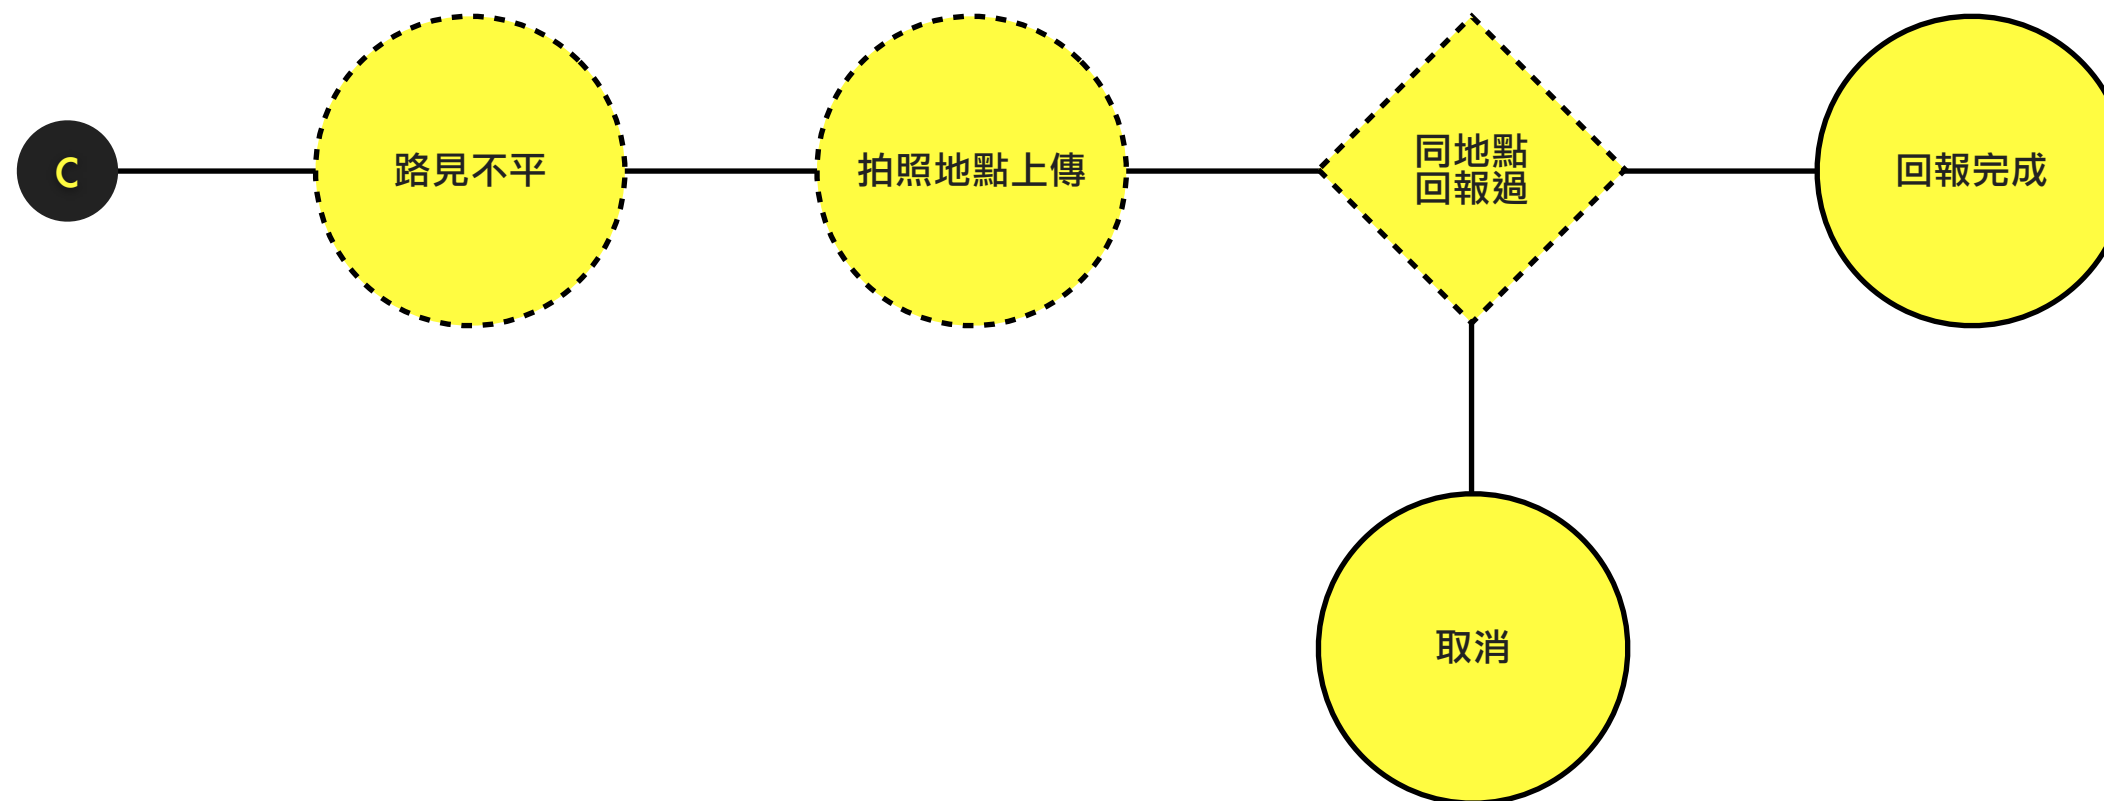 C
路見不平
拍照地點上傳
同地點
回報過
回報完成
取消